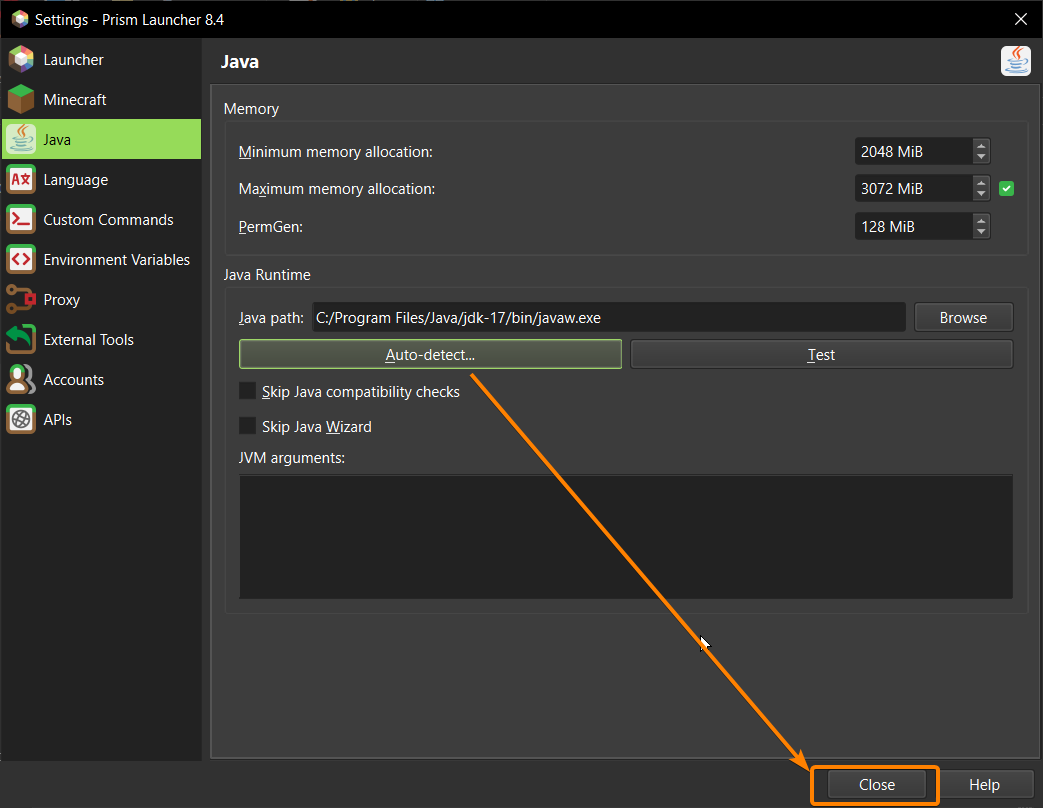 Settings - Prism Launcher 8.4
Launcher
Minecraft
Java
Language
Custom Commands
Environment Variables
Proxy
External Tools
Accounts
APIs
Java
Memory
Minimum memory allocation: 2048 MiB
Maximum memory allocation: 3072 MiB
PermGen: 128 MiB
Java Runtime
Java path: C:/Program Files/Java/jdk-17/bin/javaw.exe Browse
Auto-detect... Test
Skip Java compatibility checks
Skip Java Wizard
JVM arguments:
Close Help